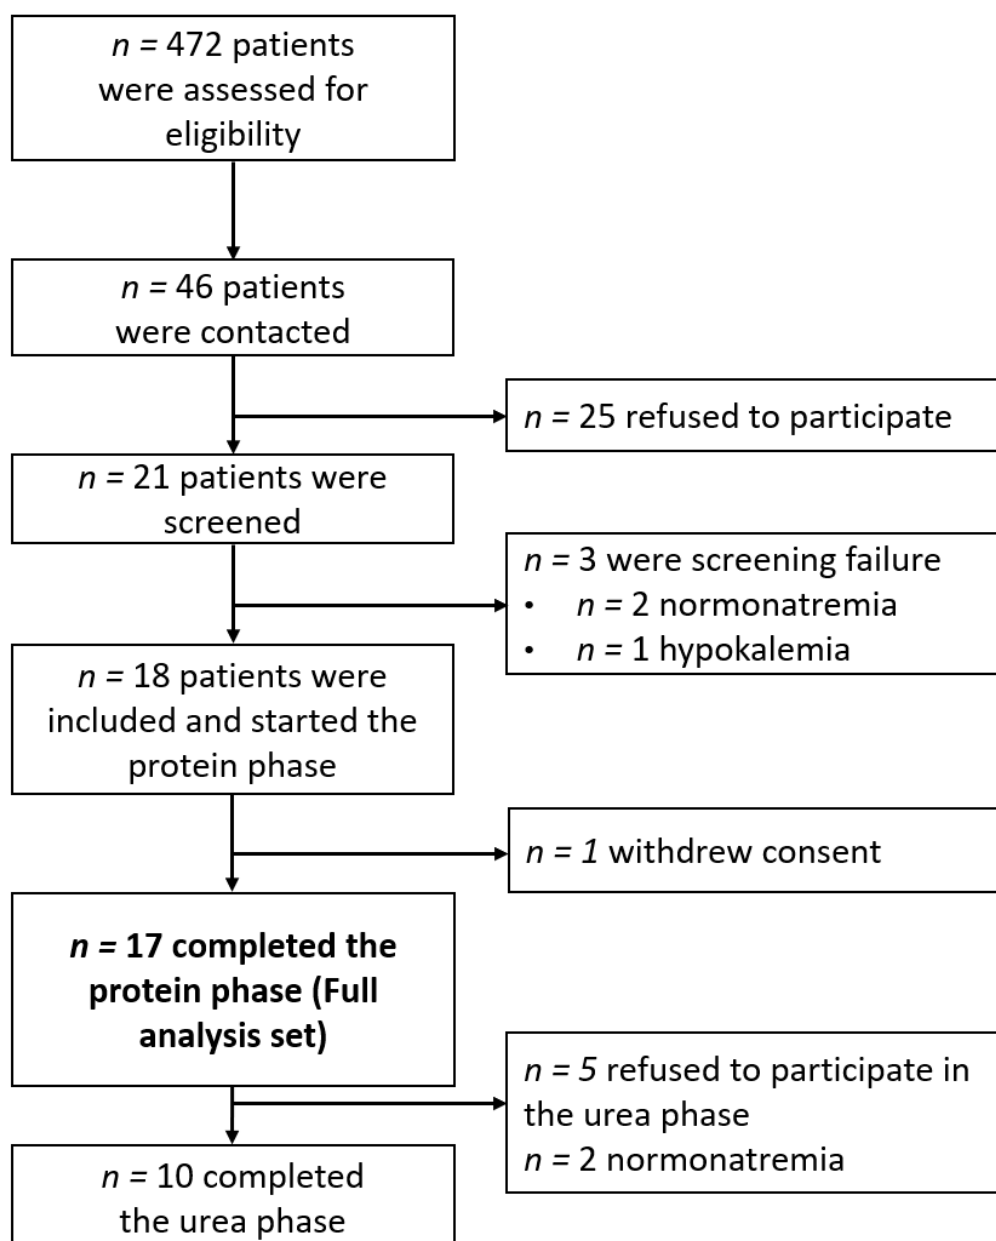 n = 472 patients
were assessed for
eligibility
n = 46 patients
were contacted
n = 25 refused to participate
n = 21 patients were
screened
n = 3 were screening failure
• n = 2 normonatremia
• n = 1 hypokalemia
n = 18 patients were
included and started the
protein phase
n = 1 withdrew consent
n = 17 completed the
protein phase (Full
analysis set)
n = 5 refused to participate in
the urea phase
n = 2 normonatremia
n = 10 completed
the urea phase